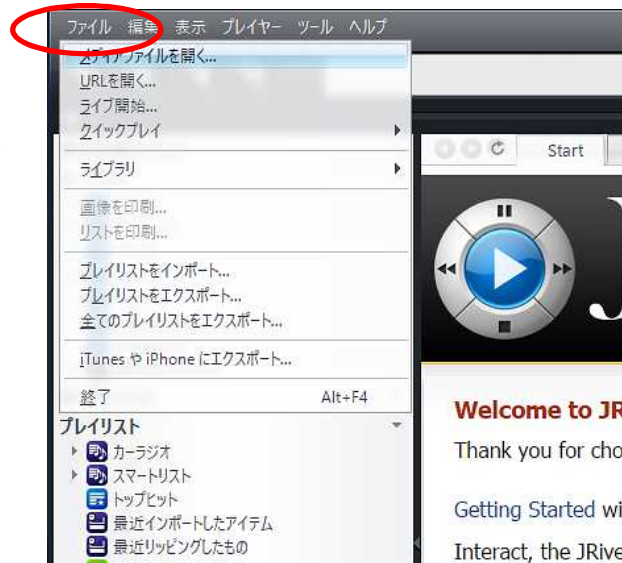 ファイル 編集 表示 プレイヤー ツール ヘルプ
メディアファイルを開く...
URLを開く...
ライブ開始...
クイックプレイ
ライブラリ
画像を印刷...
リストを印刷...
プレイリストをインポート...
プレイリストをエクスポート...
全てのプレイリストをエクスポート...
iTunes や iPhone にエクスポート...
終了 Alt+F4
プレイリスト
カーラジオ
スマートリスト
トップヒット
最近インポートしたアイテム
最近リッピングしたもの
Start
J
Welcome to JR
Thank you for cho
Getting Started wi
Interact, the JRive